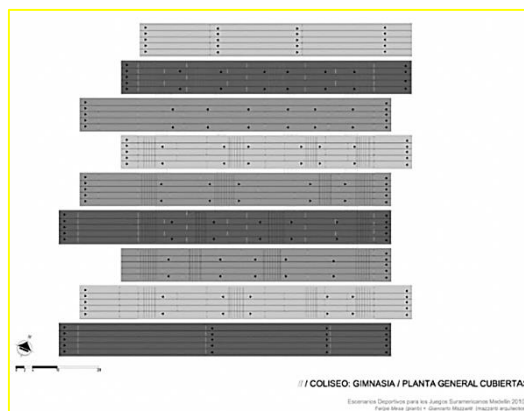 // / COLISEO: GIMNASIA / PLANTA GENERAL CUBIERTAS
Escenarios Deportivos para los Juegos Suramericanos Medellín 2010
Felipe Mesa (planb) + Giancarlo Mazzanti (mazzanti arquitectos